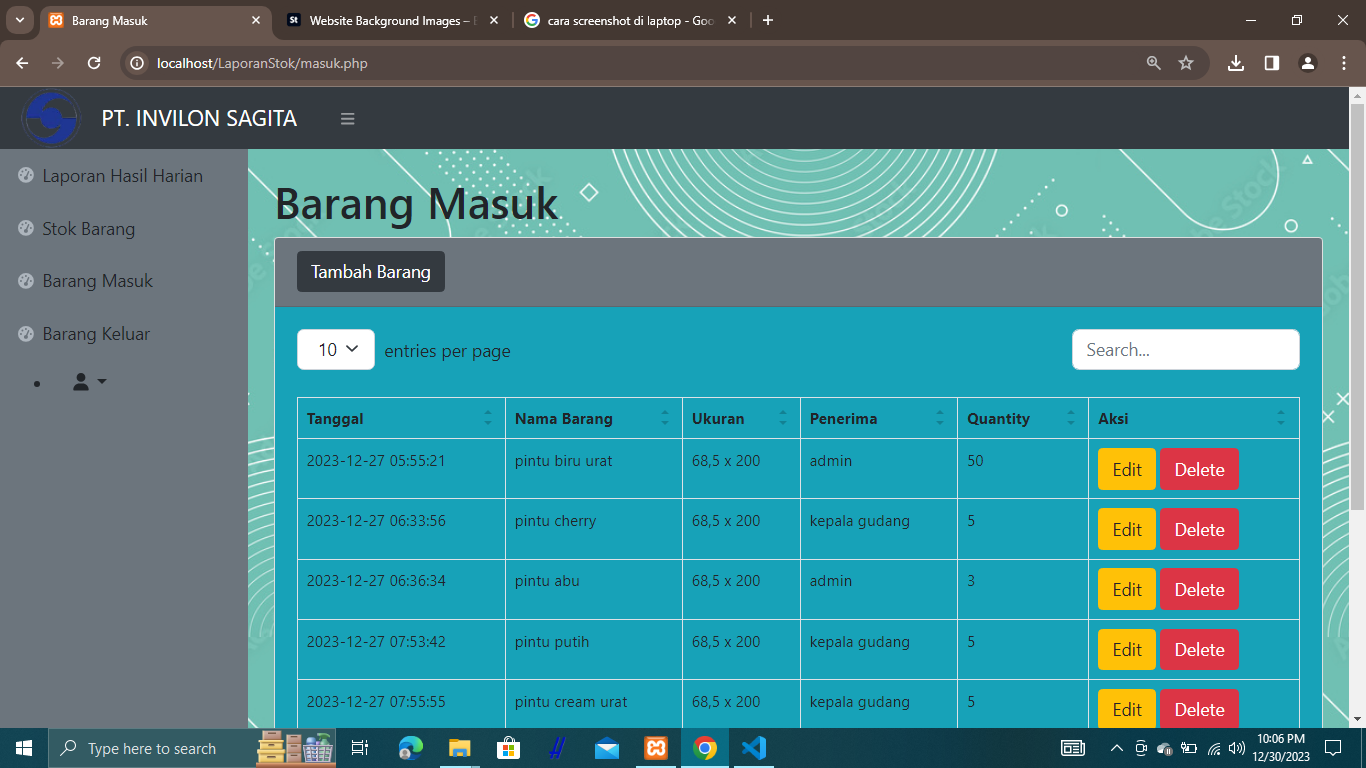 Barang Masuk
Website Background Images –
cara screenshot di laptop - Goo
localhost/LaporanStok/masuk.php
PT. INVILON SAGITA
Laporan Hasil Harian
Stok Barang
Barang Masuk
Barang Keluar
Barang Masuk
Tambah Barang
10 entries per page
Search...
Tanggal Nama Barang Ukuran Penerima Quantity Aksi
2023-12-27 05:55:21 pintu biru urat 68,5 x 200 admin 50 Edit Delete
2023-12-27 06:33:56 pintu cherry 68,5 x 200 kepala gudang 5 Edit Delete
2023-12-27 06:36:34 pintu abu 68,5 x 200 admin 3 Edit Delete
2023-12-27 07:53:42 pintu putih 68,5 x 200 kepala gudang 5 Edit Delete
2023-12-27 07:55:55 pintu cream urat 68,5 x 200 kepala gudang 5 Edit Delete
Type here to search
10:06 PM
12/30/2023